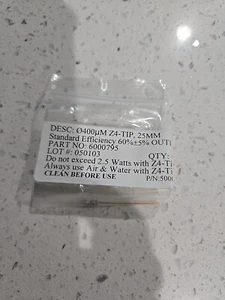 DESC: Ø400µM Z4-TIP, 25MM
Standard Efficiency 60%±5% OUT
PART NO: 6000795
LOT #: 050103 QTY:
Do not exceed 2.5 Watts with Z4-Ti
Always use Air & Water with Z4-Ti
CLEAN BEFORE USE P/N:500